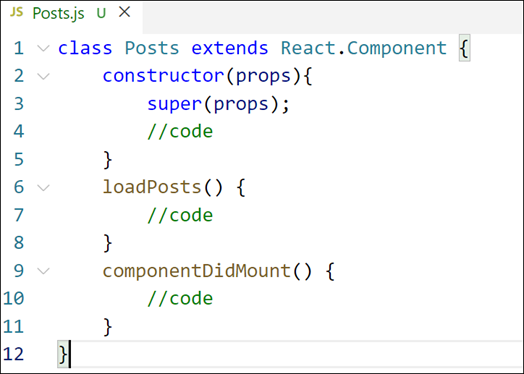 JS Posts.js U ×
1 class Posts extends React.Component {
2     constructor(props){
3         super(props);
4         //code
5     }
6     loadPosts() {
7         //code
8     }
9     componentDidMount() {
10         //code
11     }
12 }